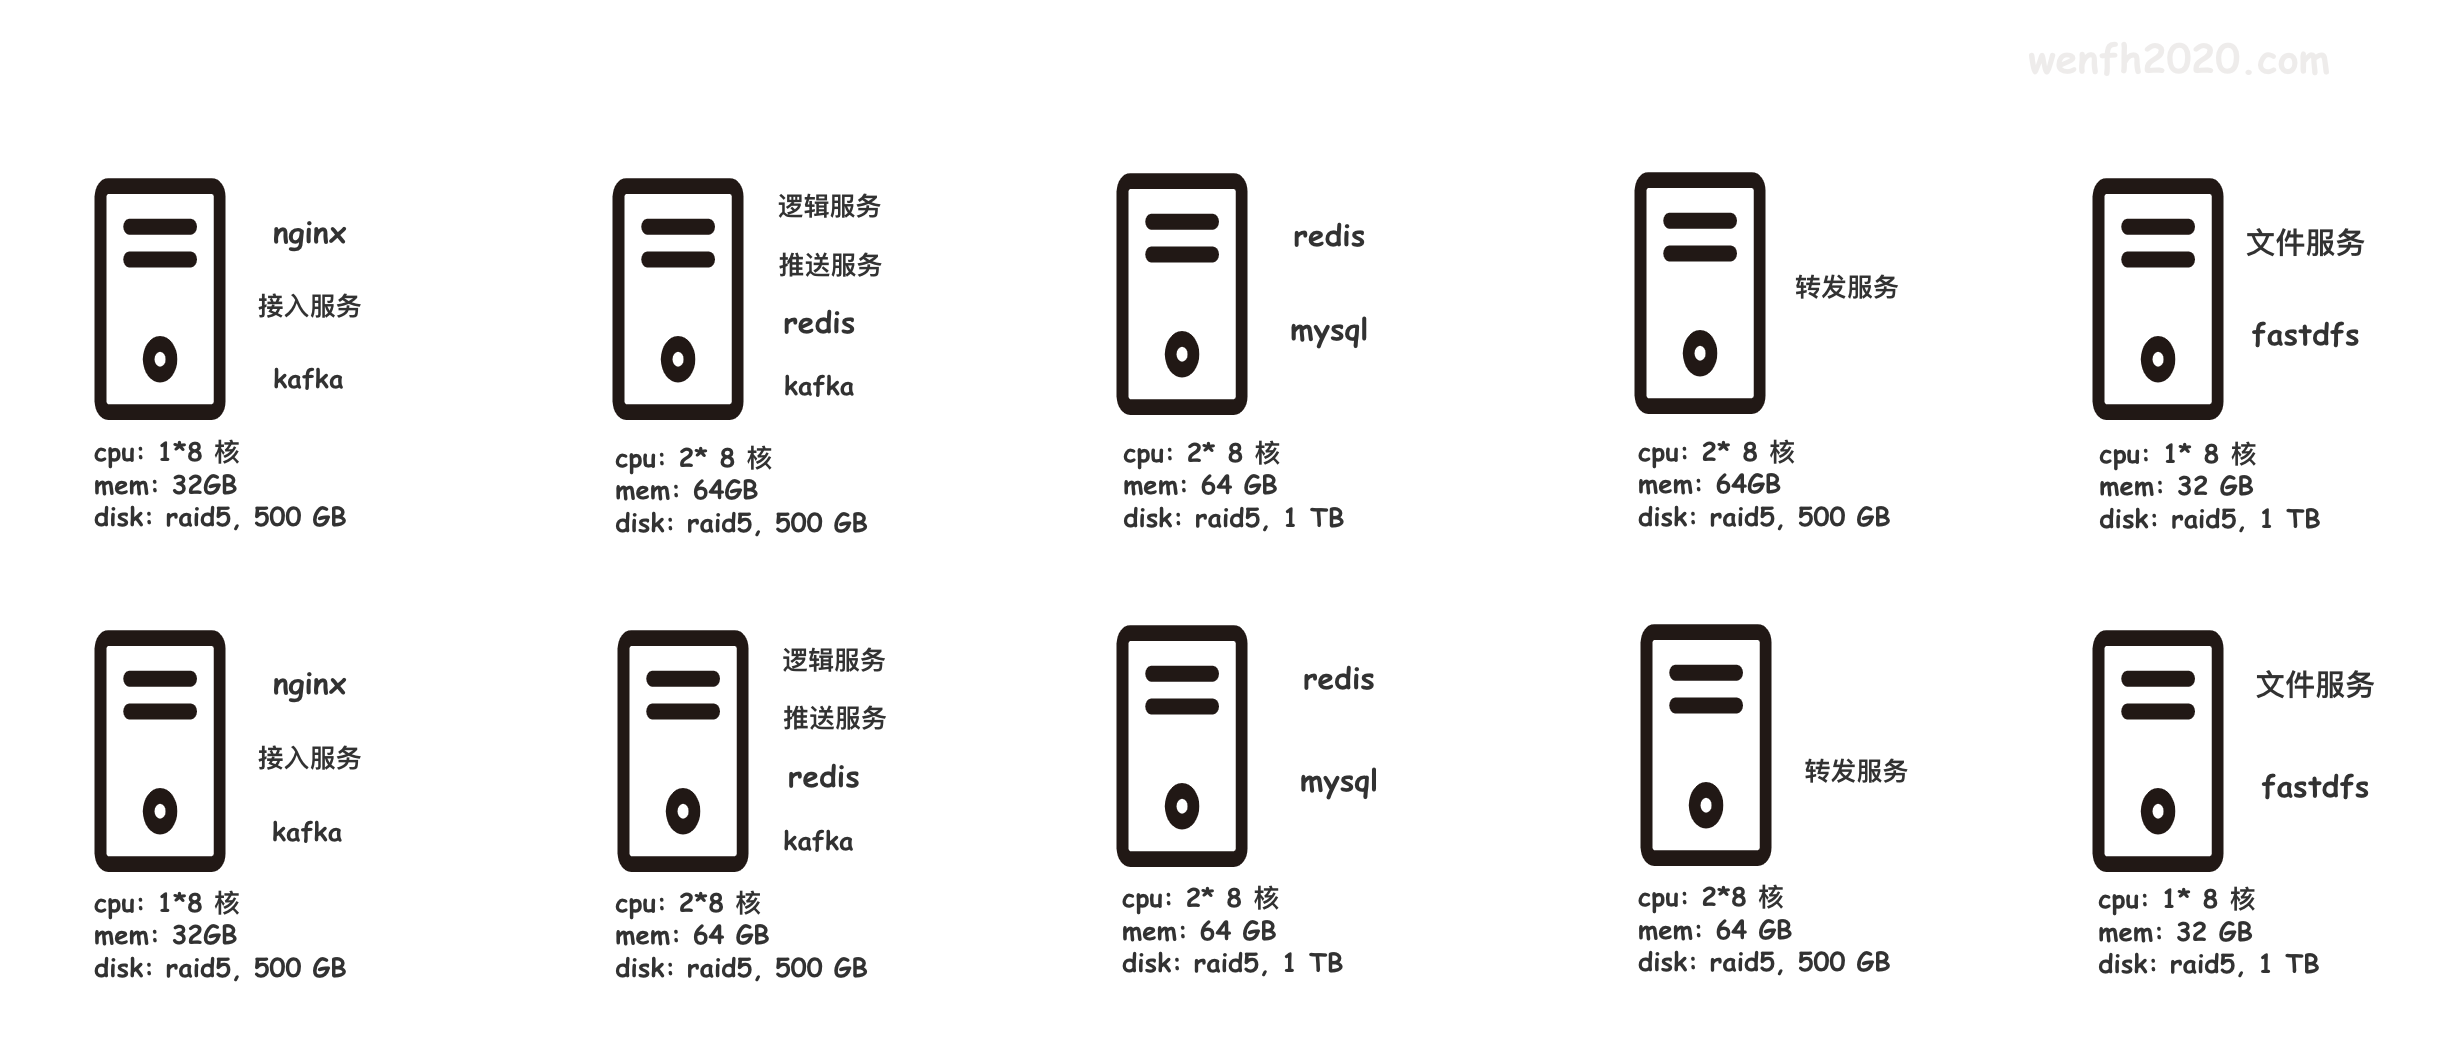 wenfh2020.com
nginx
接入服务
kafka
cpu: 1*8 核
mem: 32GB
disk: raid5, 500 GB
逻辑服务
推送服务
redis
kafka
cpu: 2* 8 核
mem: 64GB
disk: raid5, 500 GB
redis
mysql
cpu: 2* 8 核
mem: 64 GB
disk: raid5, 1 TB
转发服务
cpu: 2* 8 核
mem: 64GB
disk: raid5, 500 GB
文件服务
fastdfs
cpu: 1* 8 核
mem: 32 GB
disk: raid5, 1 TB
nginx
接入服务
kafka
cpu: 1*8 核
mem: 32GB
disk: raid5, 500 GB
逻辑服务
推送服务
redis
kafka
cpu: 2*8 核
mem: 64 GB
disk: raid5, 500 GB
redis
mysql
cpu: 2* 8 核
mem: 64 GB
disk: raid5, 1 TB
转发服务
cpu: 2*8 核
mem: 64 GB
disk: raid5, 500 GB
文件服务
fastdfs
cpu: 1* 8 核
mem: 32 GB
disk: raid5, 1 TB